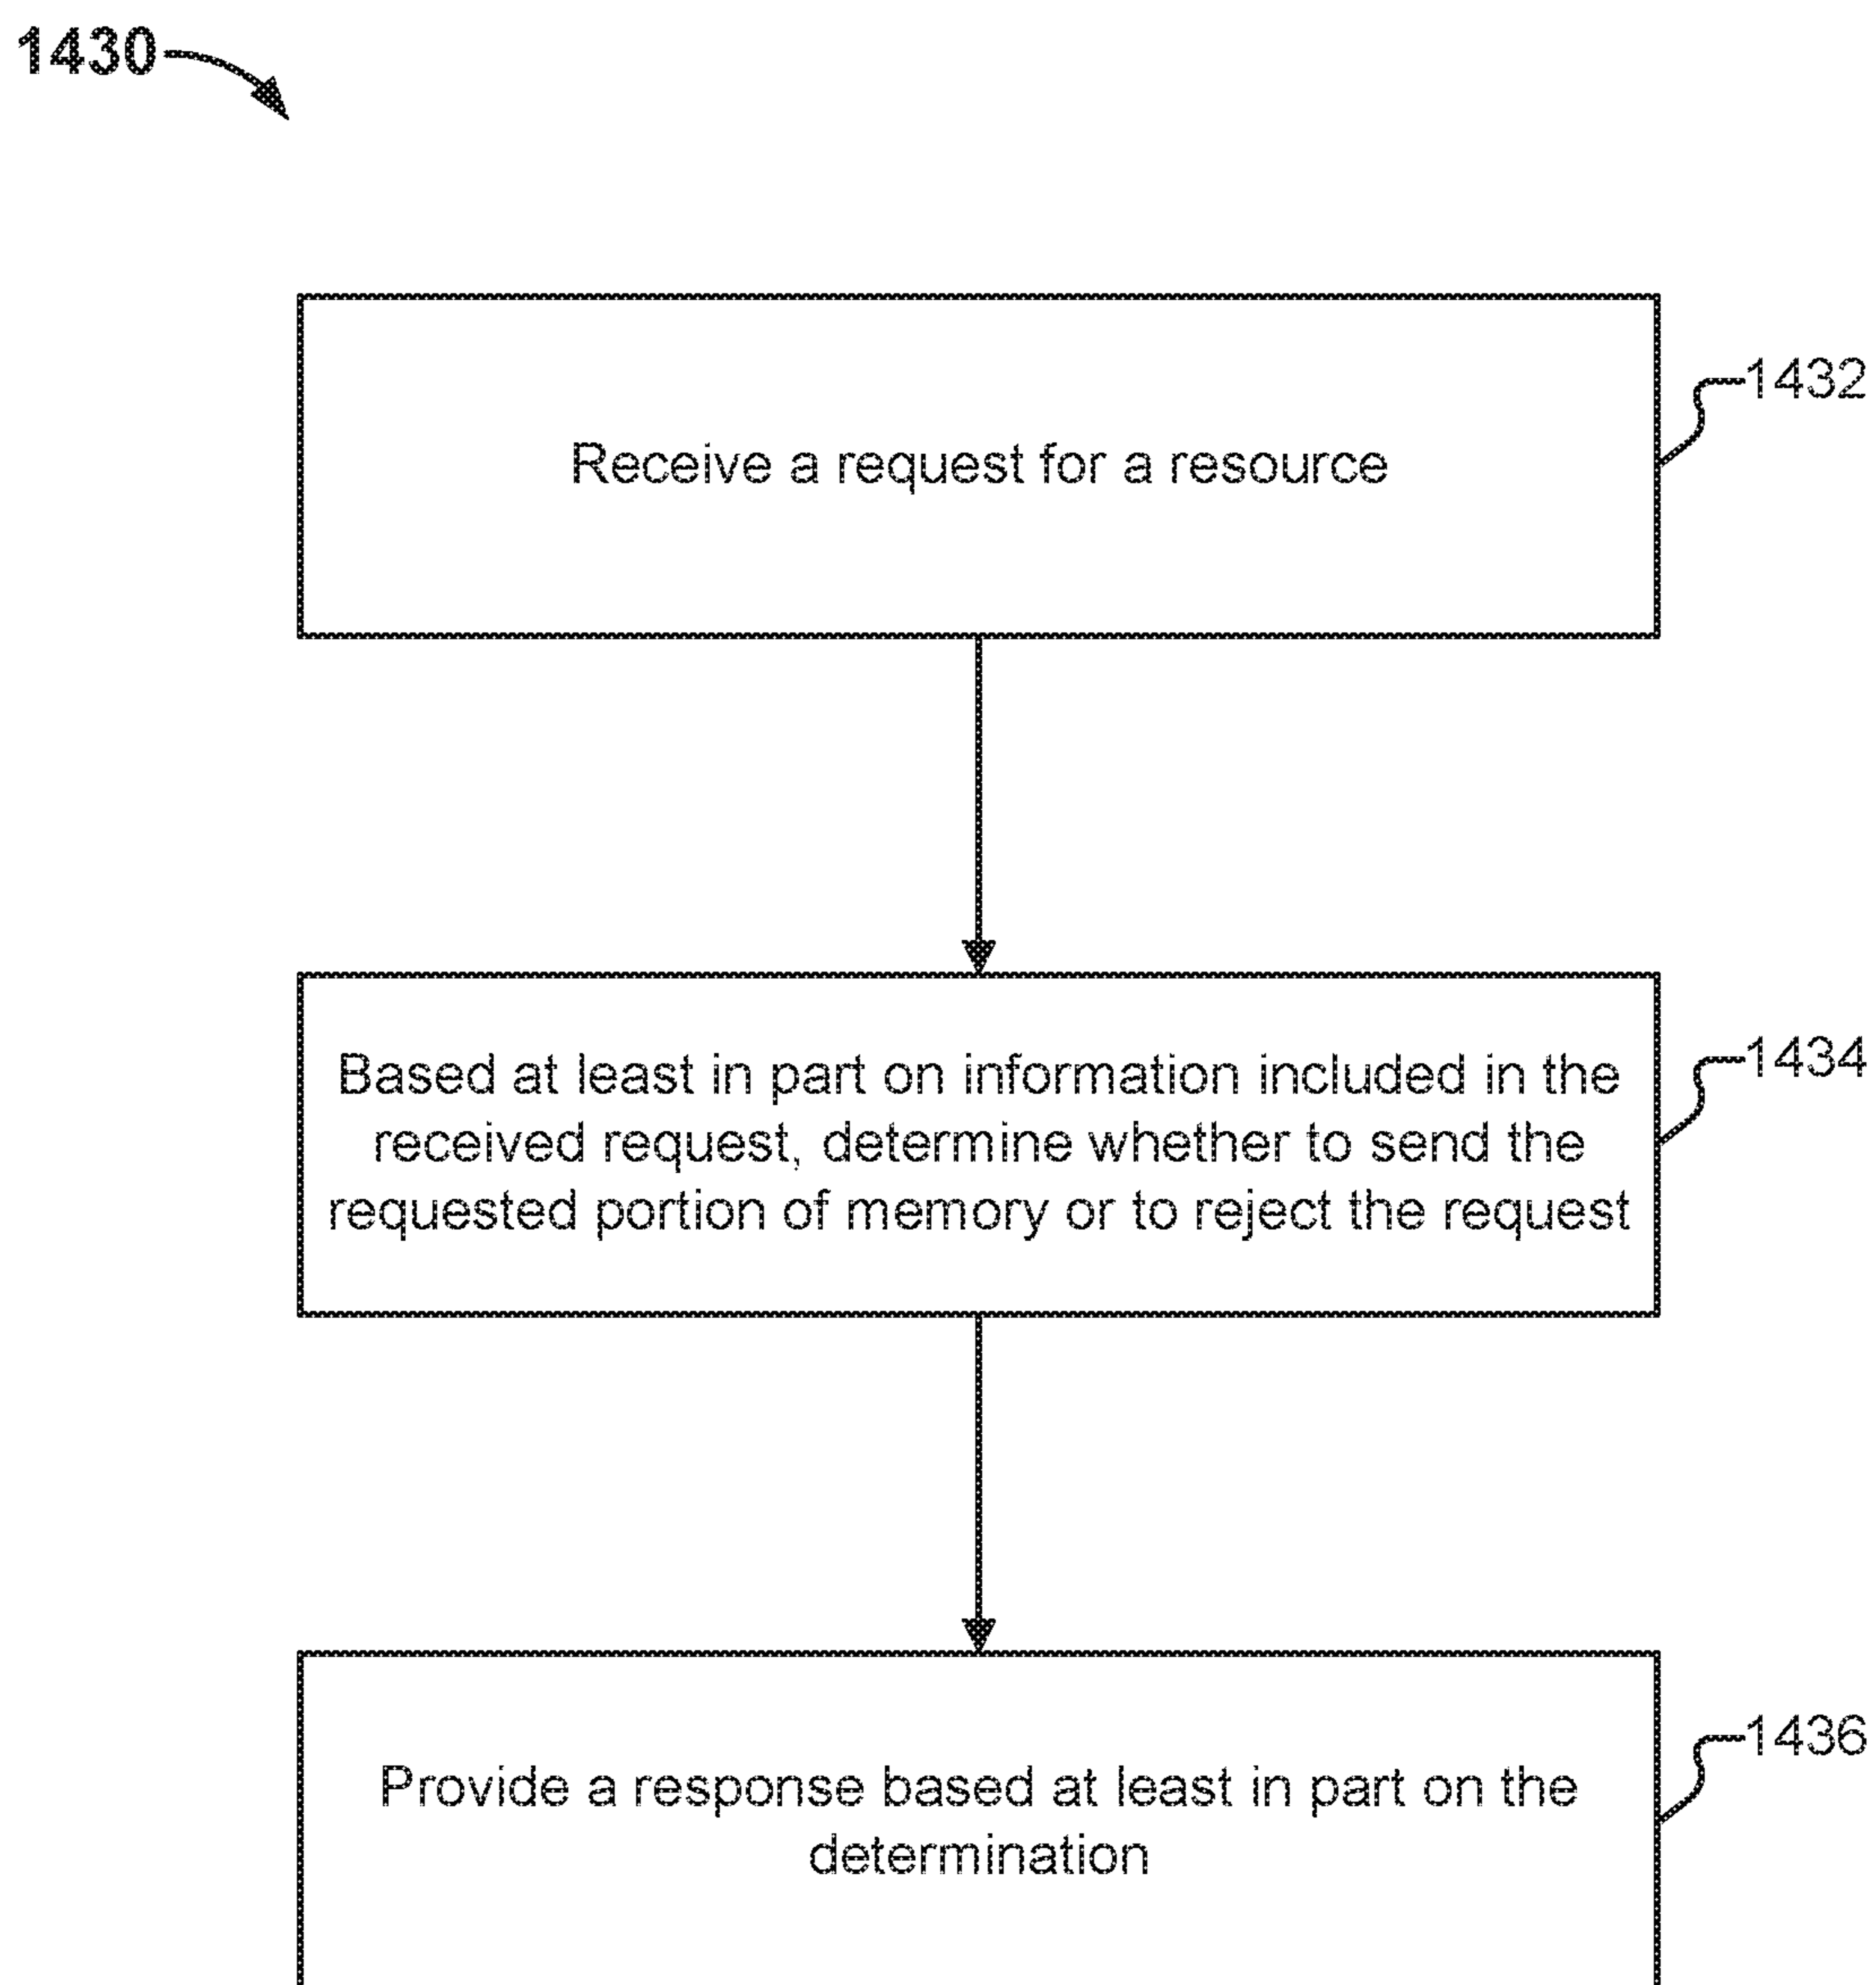 1430
1432
Receive a request for a resource
1434
Based at least in part on information included in the
received request, determine whether to send the
requested portion of memory or to reject the request
1436
Provide a response based at least in part on the
determination